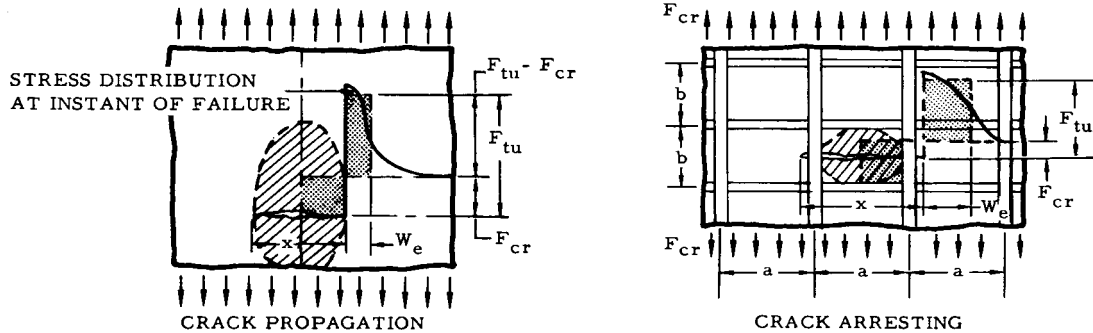 STRESS DISTRIBUTION
AT INSTANT OF FAILURE
F_tu - F_cr
F_tu
F_cr
x
W_e
CRACK PROPAGATION
F_cr
b
b
F_tu
F_cr
x
W_e
F_cr
a
a
a
CRACK ARRESTING